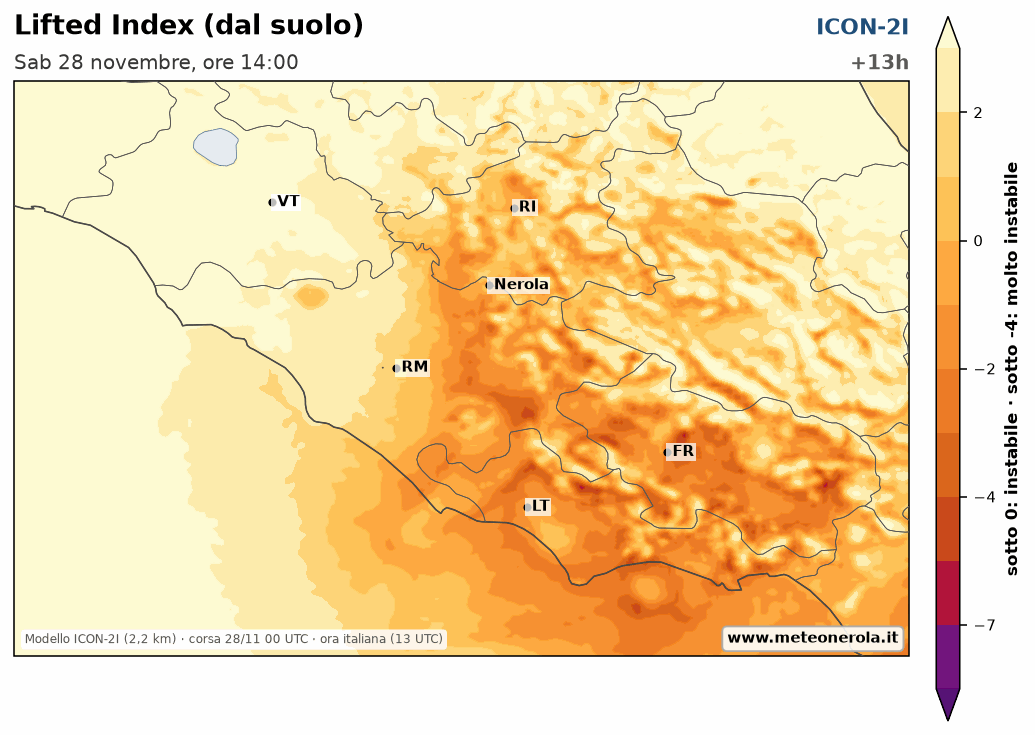 Lifted Index (dal suolo)
ICON-2I
Sab 28 novembre, ore 14:00
+13h
VT
RI
Nerola
RM
FR
LT
Modello ICON-2I (2,2 km) · corsa 28/11 00 UTC · ora italiana (13 UTC)
www.meteonerola.it
2
0
−2
−4
−7
sotto 0: instabile · sotto -4: molto instabile